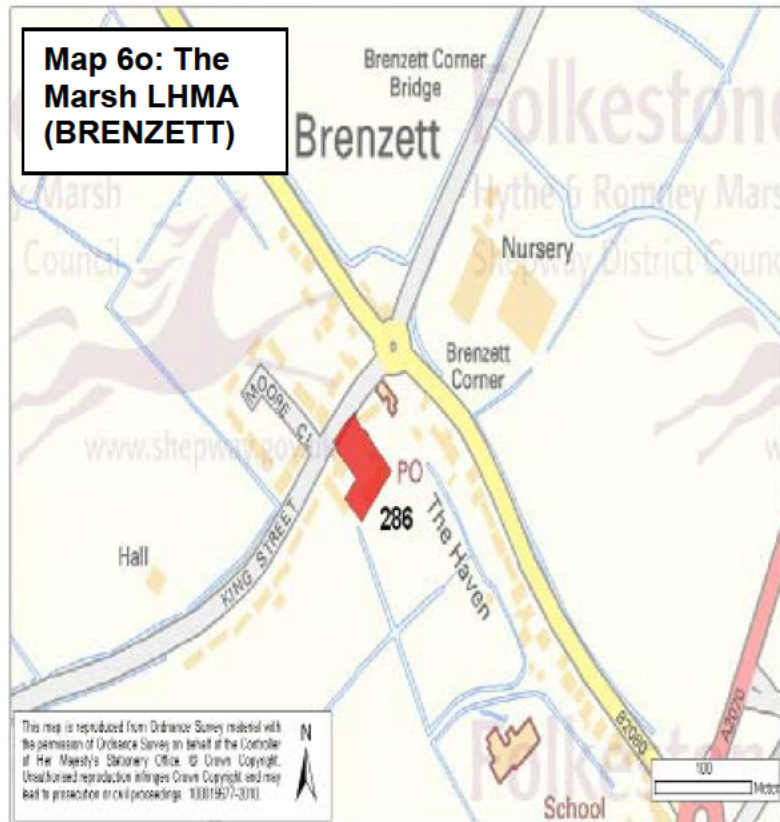 Map 6o: The
Marsh LHMA
(BRENZETT)
Brenzett Corner
Bridge
Folkestone
Brenzett
Hythe & Romney Mars
y Marsh
Nursery
Shepway District Counc
Council
Brenzett
Corner
MOORE CL
www.shepway.gov.u
PO
286
The Haven
Hall
KING STREET
This map is reproduced from Ordnance Survey material with
the permission of Ordnance Survey on behalf of the Controller
of Her Majesty's Stationery Office. © Crown Copyright.
Unauthorised reproduction infringes Crown Copyright and may
lead to prosecution or civil proceedings. 100019677-2010.
N
B2080
A2070
Folkestone
100
School